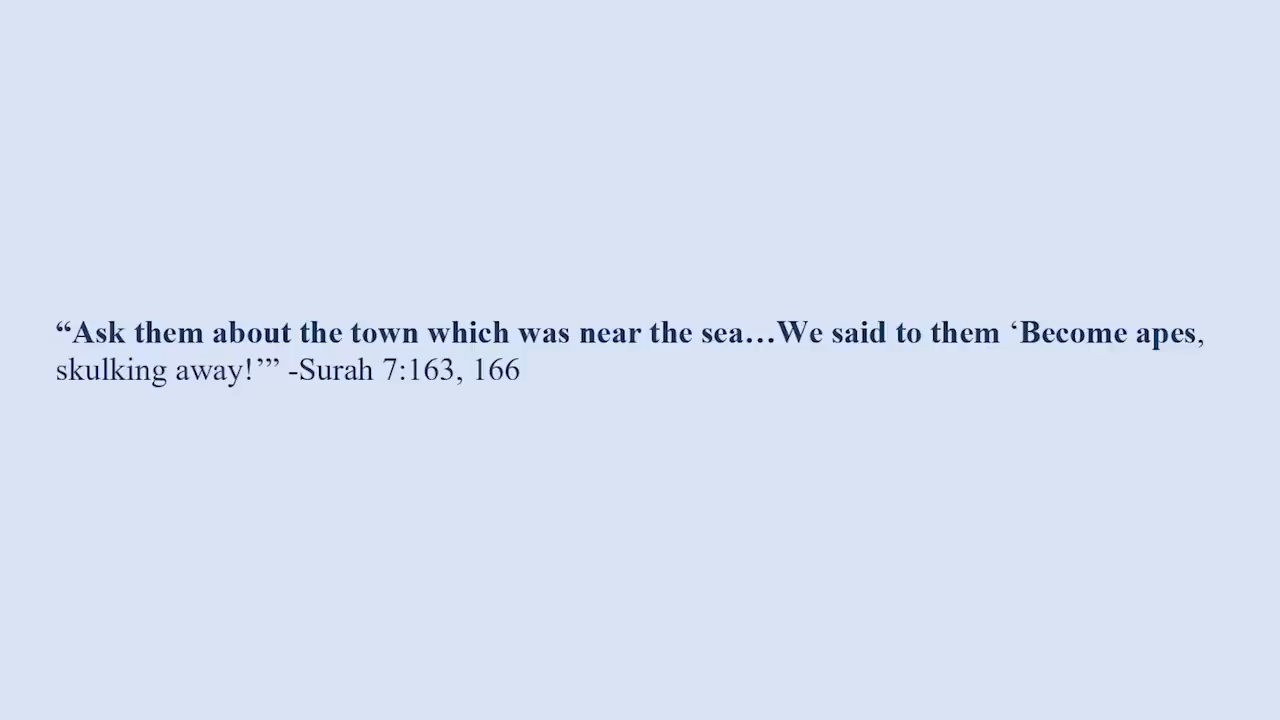 “Ask them about the town which was near the sea…We said to them ‘Become apes,
skulking away!’” -Surah 7:163, 166